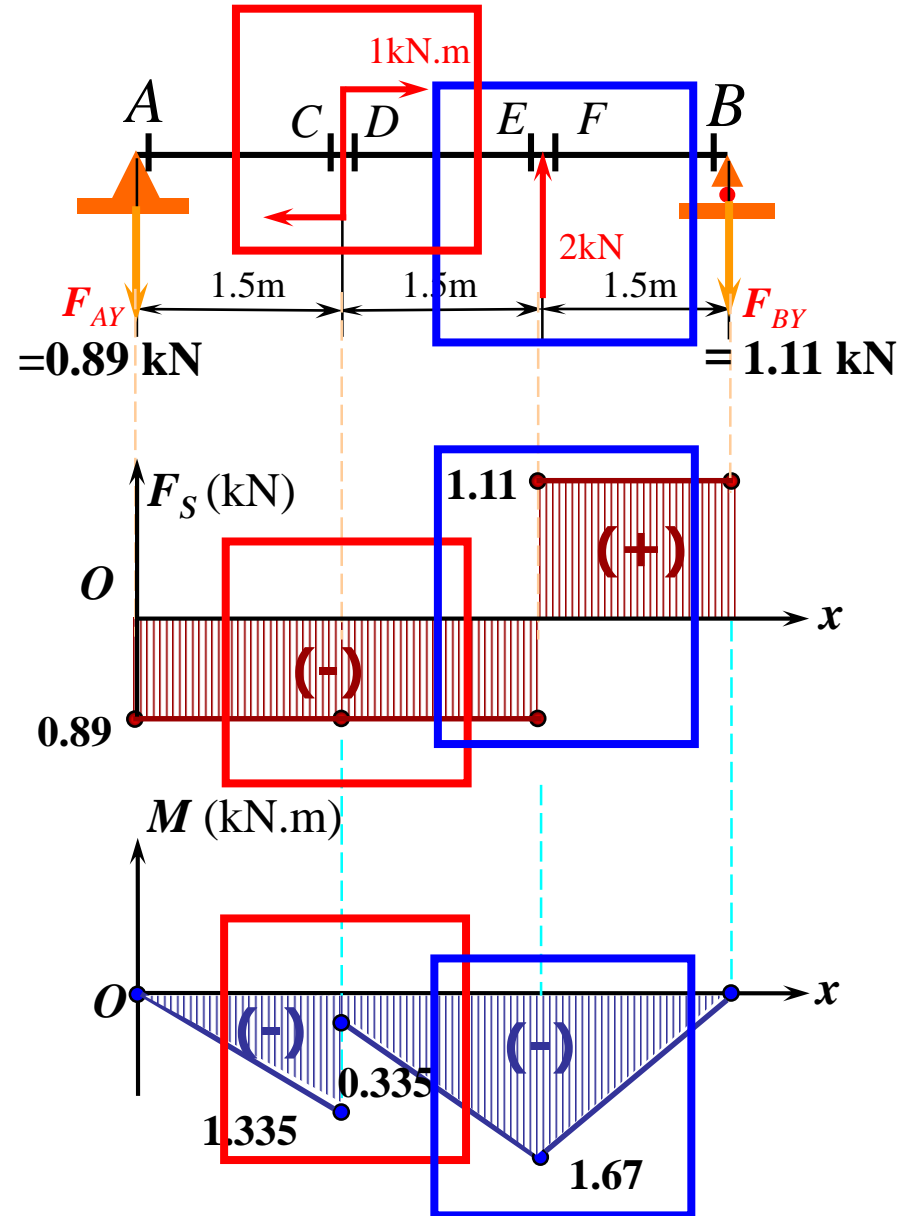 1kN.m
A
C
D
E
F
B
2kN
1.5m
1.5m
1.5m
F_AY
F_BY
=0.89 kN
= 1.11 kN
F_S (kN)
1.11
(+)
O
x
(-)
0.89
M (kN.m)
O
x
(-)
(-)
0.335
1.335
1.67